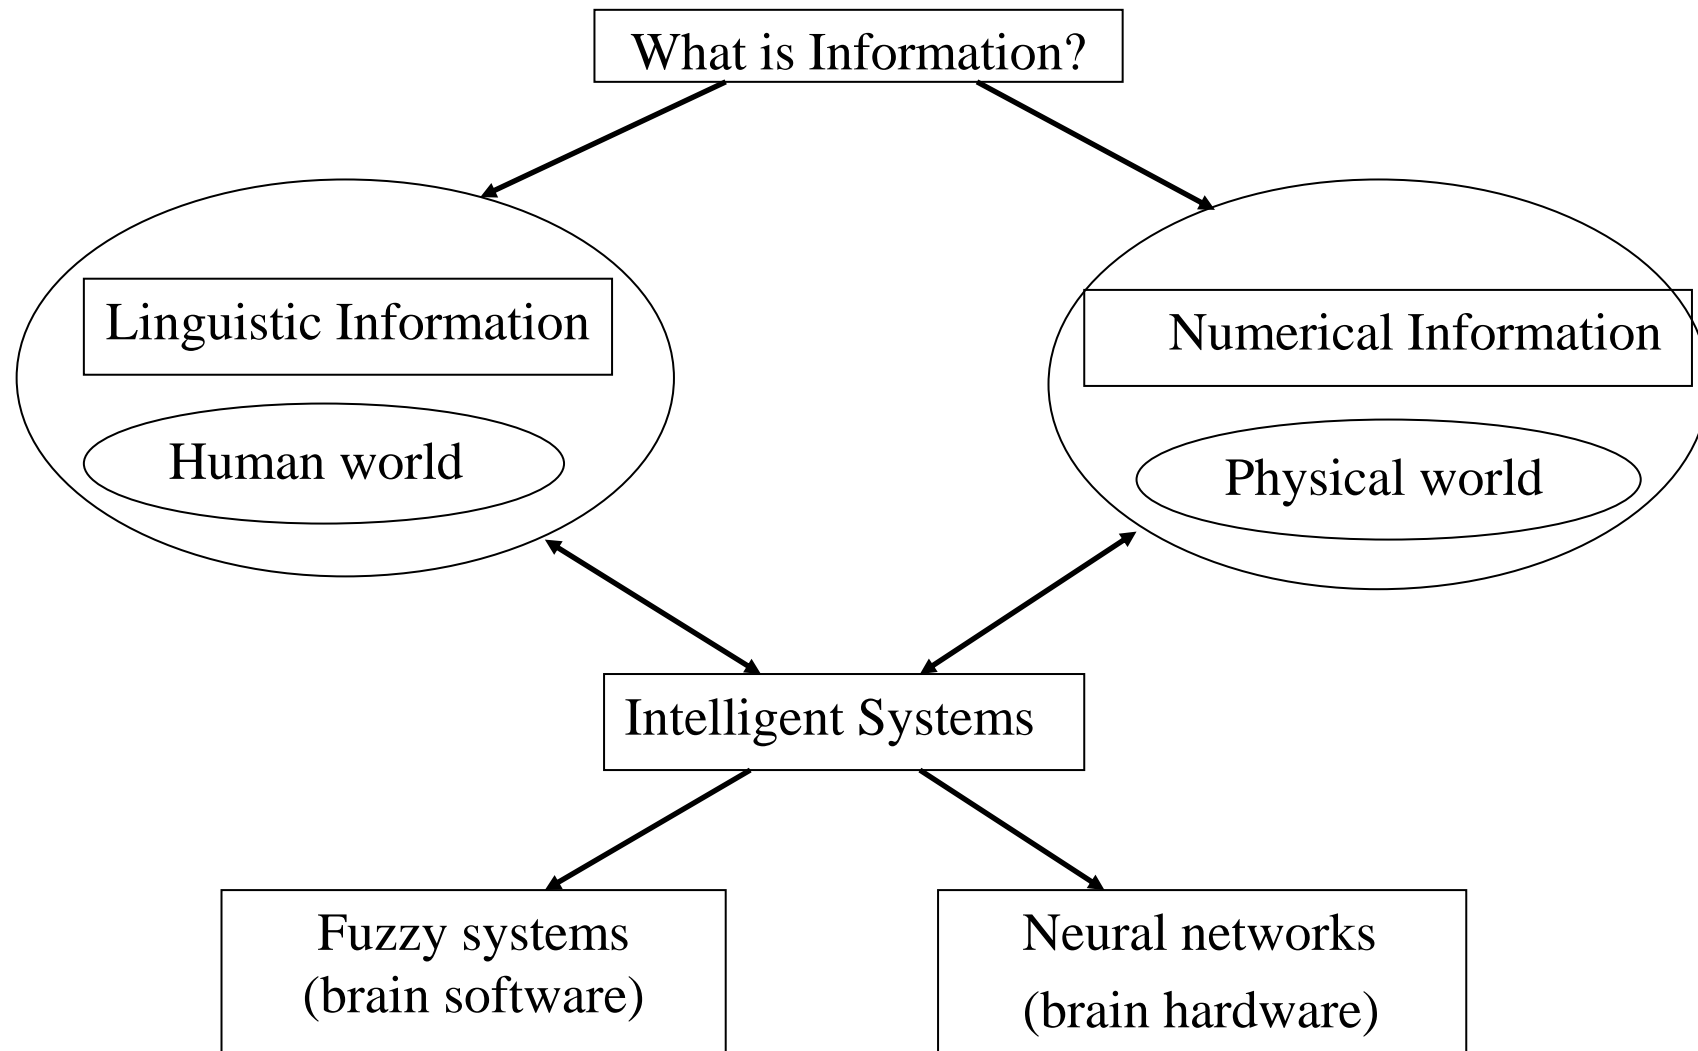 What is Information?
Linguistic Information
Numerical Information
Human world
Physical world
Intelligent Systems
Fuzzy systems
(brain software)
Neural networks
(brain hardware)